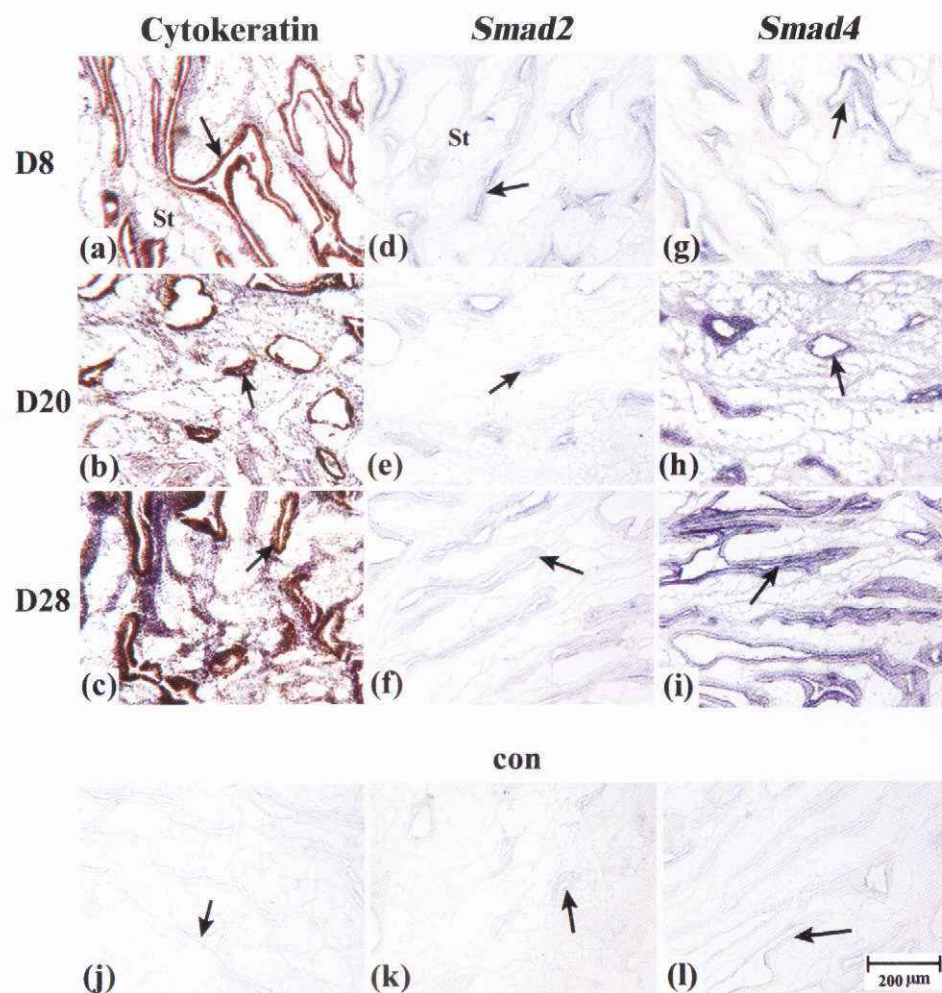 Cytokeratin Smad2 Smad4
D8
St
St
(a) (d) (g)
D20
(b) (e) (h)
D28
(c) (f) (i)
con
(j) (k) (l)
200 μm